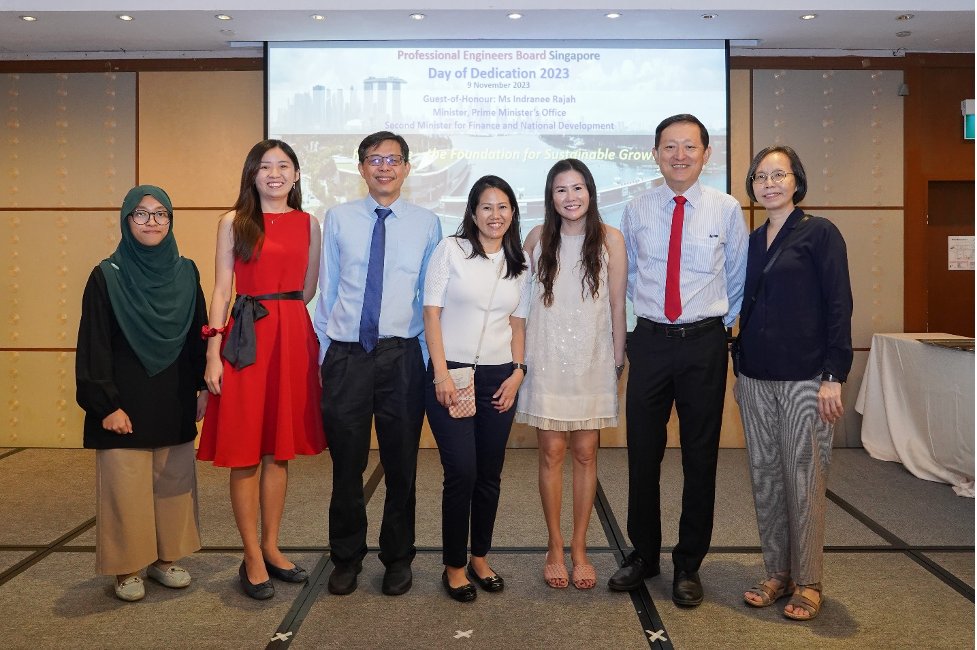 Professional Engineers Board Singapore
Day of Dedication 2023
9 November 2023
Guest-of-Honour: Ms Indranee Rajah
Minister, Prime Minister's Office
Second Minister for Finance and National Development
the Foundation for Sustainable Grow